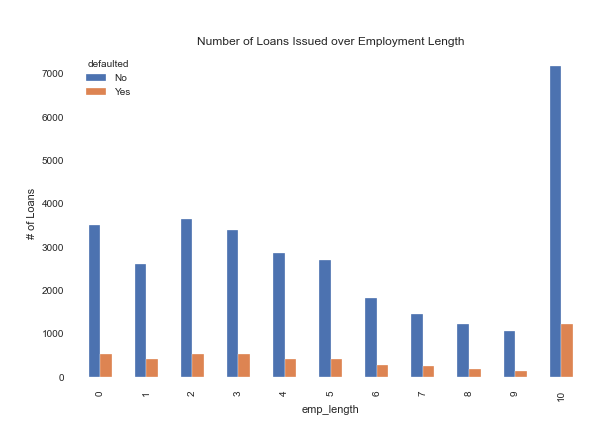 Number of Loans Issued over Employment Length
defaulted
No
Yes
7000
6000
5000
4000
3000
2000
1000
0
# of Loans
0 1 2 3 4 5 6 7 8 9 10
emp_length